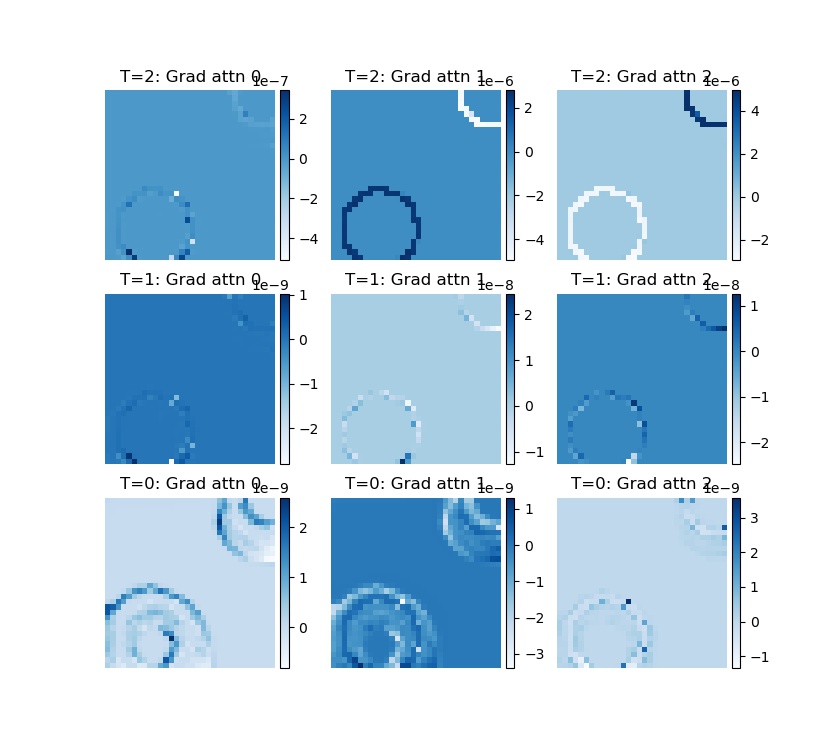 T=2: Grad attn 0
1e−7
2
0
−2
−4
T=2: Grad attn 1
1e−6
2
0
−2
−4
T=2: Grad attn 2
1e−6
4
2
0
−2
T=1: Grad attn 0
1e−9
1
0
−1
−2
T=1: Grad attn 1
1e−8
2
1
0
−1
T=1: Grad attn 2
1e−8
1
0
−1
−2
T=0: Grad attn 0
1e−9
2
1
0
T=0: Grad attn 1
1e−9
1
0
−1
−2
−3
T=0: Grad attn 2
1e−9
3
2
1
0
−1